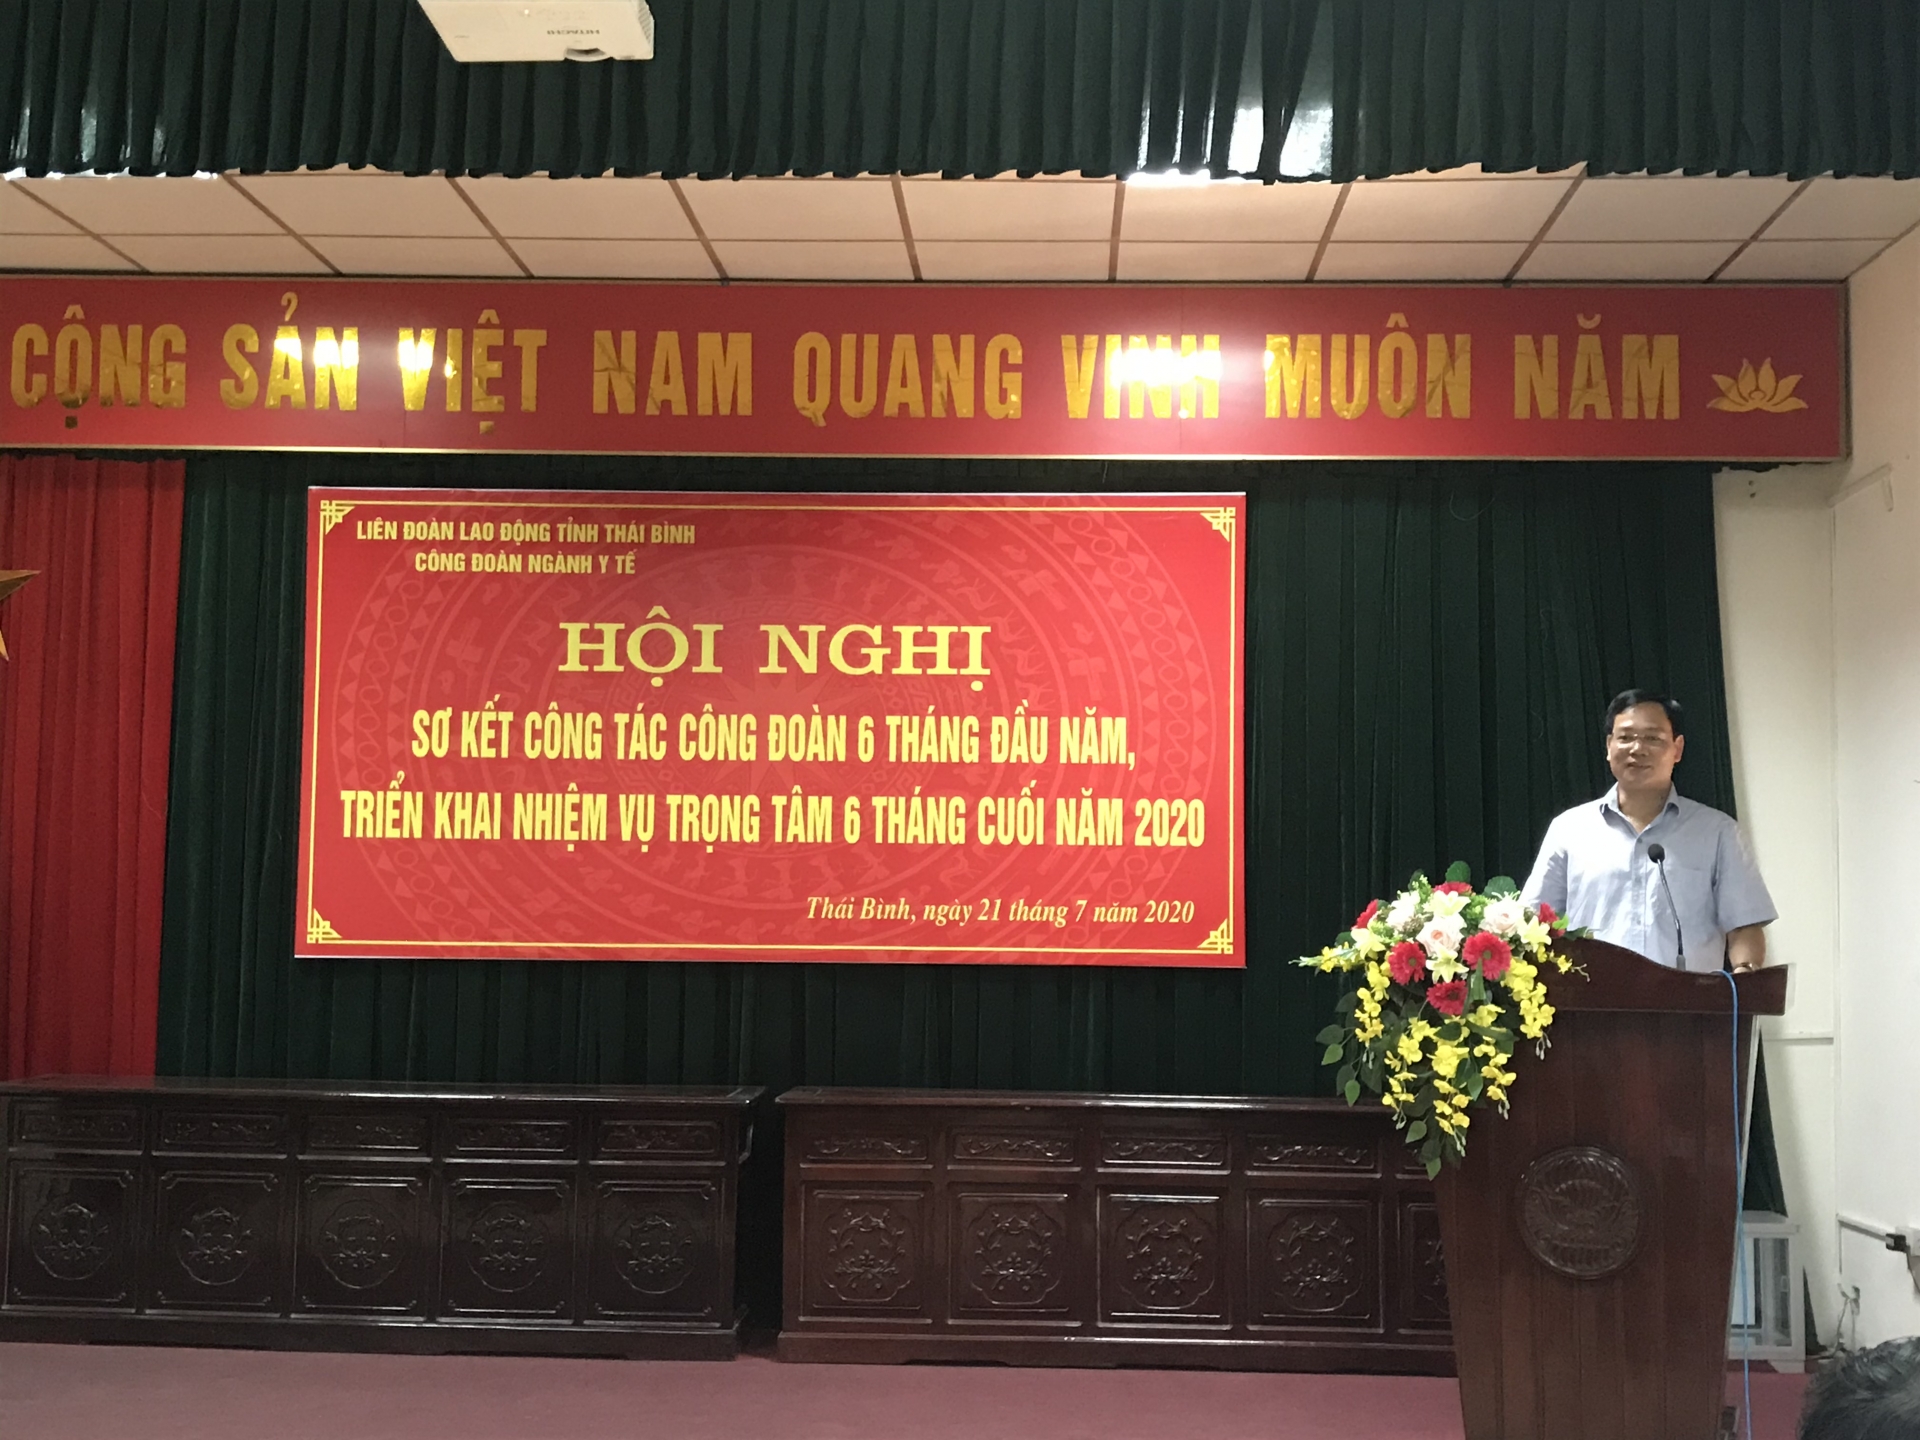 HITACHI
CỘNG SẢN VIỆT NAM QUANG VINH MUÔN NĂM
LIÊN ĐOÀN LAO ĐỘNG TỈNH THÁI BÌNH
CÔNG ĐOÀN NGÀNH Y TẾ
HỘI NGHỊ
SƠ KẾT CÔNG TÁC CÔNG ĐOÀN 6 THÁNG ĐẦU NĂM,
TRIỂN KHAI NHIỆM VỤ TRỌNG TÂM 6 THÁNG CUỐI NĂM 2020
Thái Bình, ngày 21 tháng 7 năm 2020